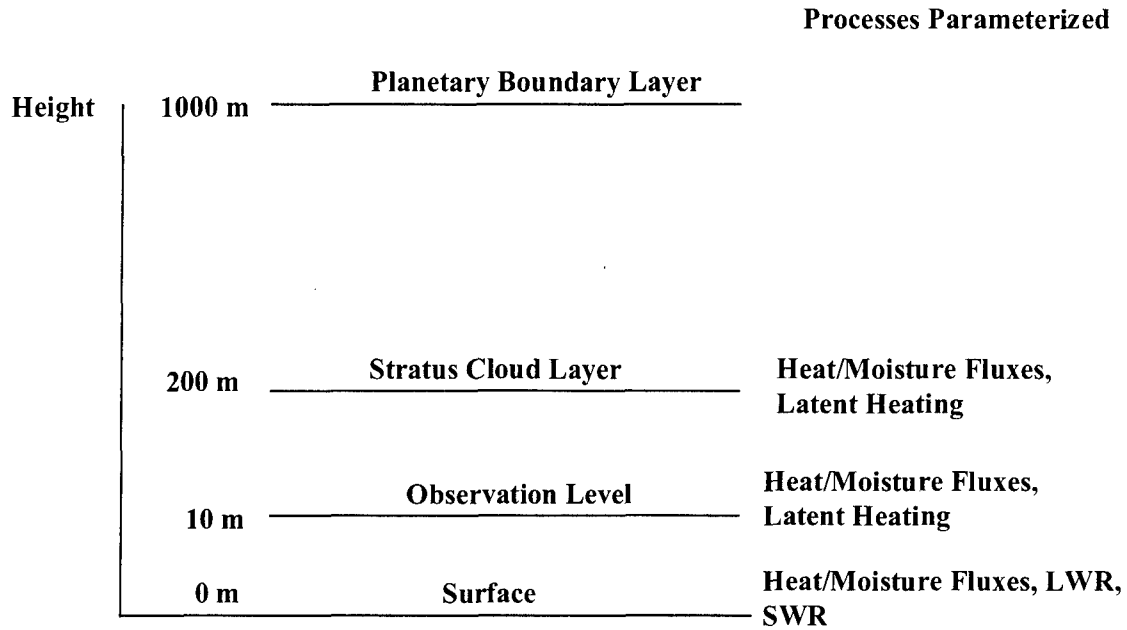 Processes Parameterized
Planetary Boundary Layer
Height
1000 m
Stratus Cloud Layer
200 m
Heat/Moisture Fluxes,
Latent Heating
Observation Level
10 m
Heat/Moisture Fluxes,
Latent Heating
0 m
Surface
Heat/Moisture Fluxes, LWR,
SWR